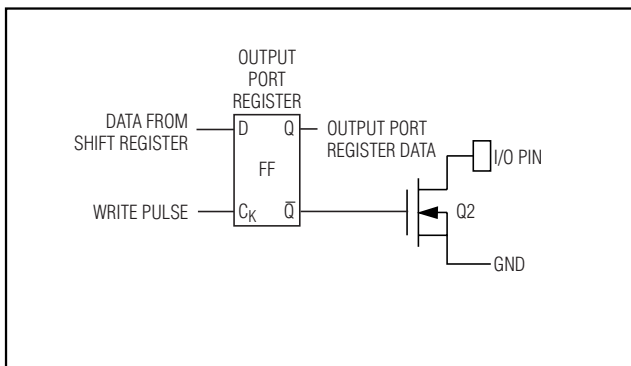 OUTPUT
PORT
REGISTER
DATA FROM
SHIFT REGISTER
D
Q
OUTPUT PORT
REGISTER DATA
FF
I/O PIN
WRITE PULSE
CK
Q̅
Q2
GND